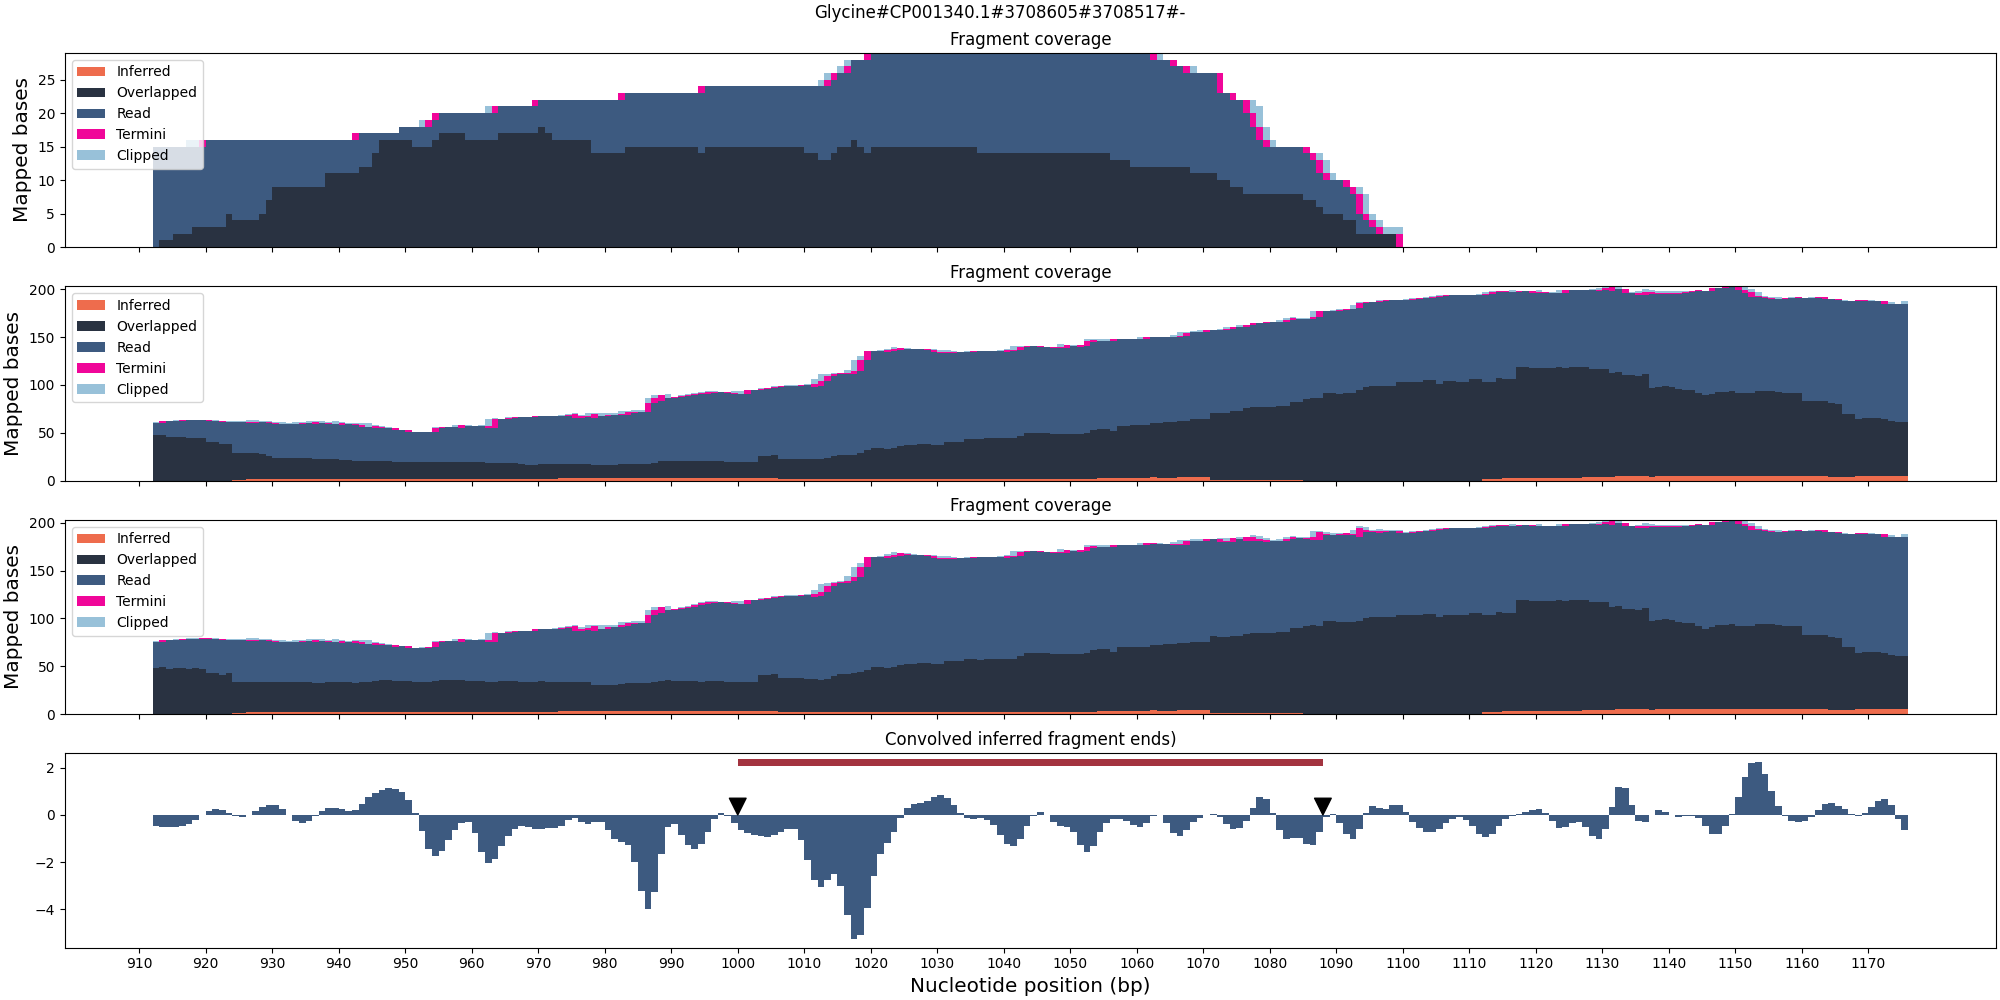 Glycine#CP001340.1#3708605#3708517#-
Fragment coverage
Mapped bases
25
20
15
10
5
0
Inferred
Overlapped
Read
Termini
Clipped
Fragment coverage
Mapped bases
200
150
100
50
0
Inferred
Overlapped
Read
Termini
Clipped
Fragment coverage
Mapped bases
200
150
100
50
0
Inferred
Overlapped
Read
Termini
Clipped
Convolved inferred fragment ends)
2
0
−2
−4
910 920 930 940 950 960 970 980 990 1000 1010 1020 1030 1040 1050 1060 1070 1080 1090 1100 1110 1120 1130 1140 1150 1160 1170
Nucleotide position (bp)